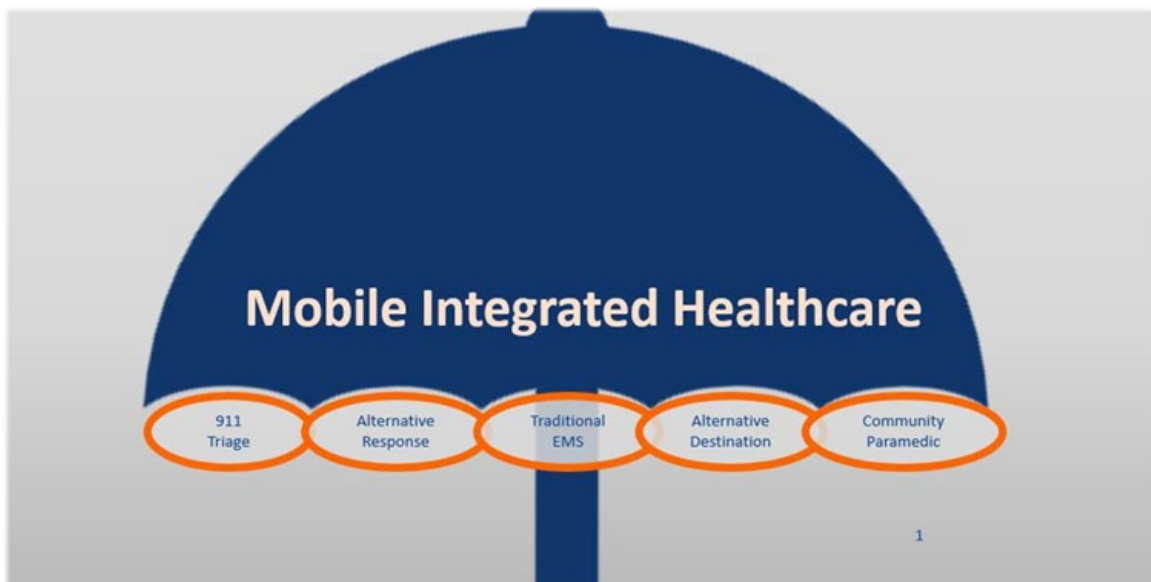 Mobile Integrated Healthcare
911
Triage
Alternative
Response
Traditional
EMS
Alternative
Destination
Community
Paramedic
1